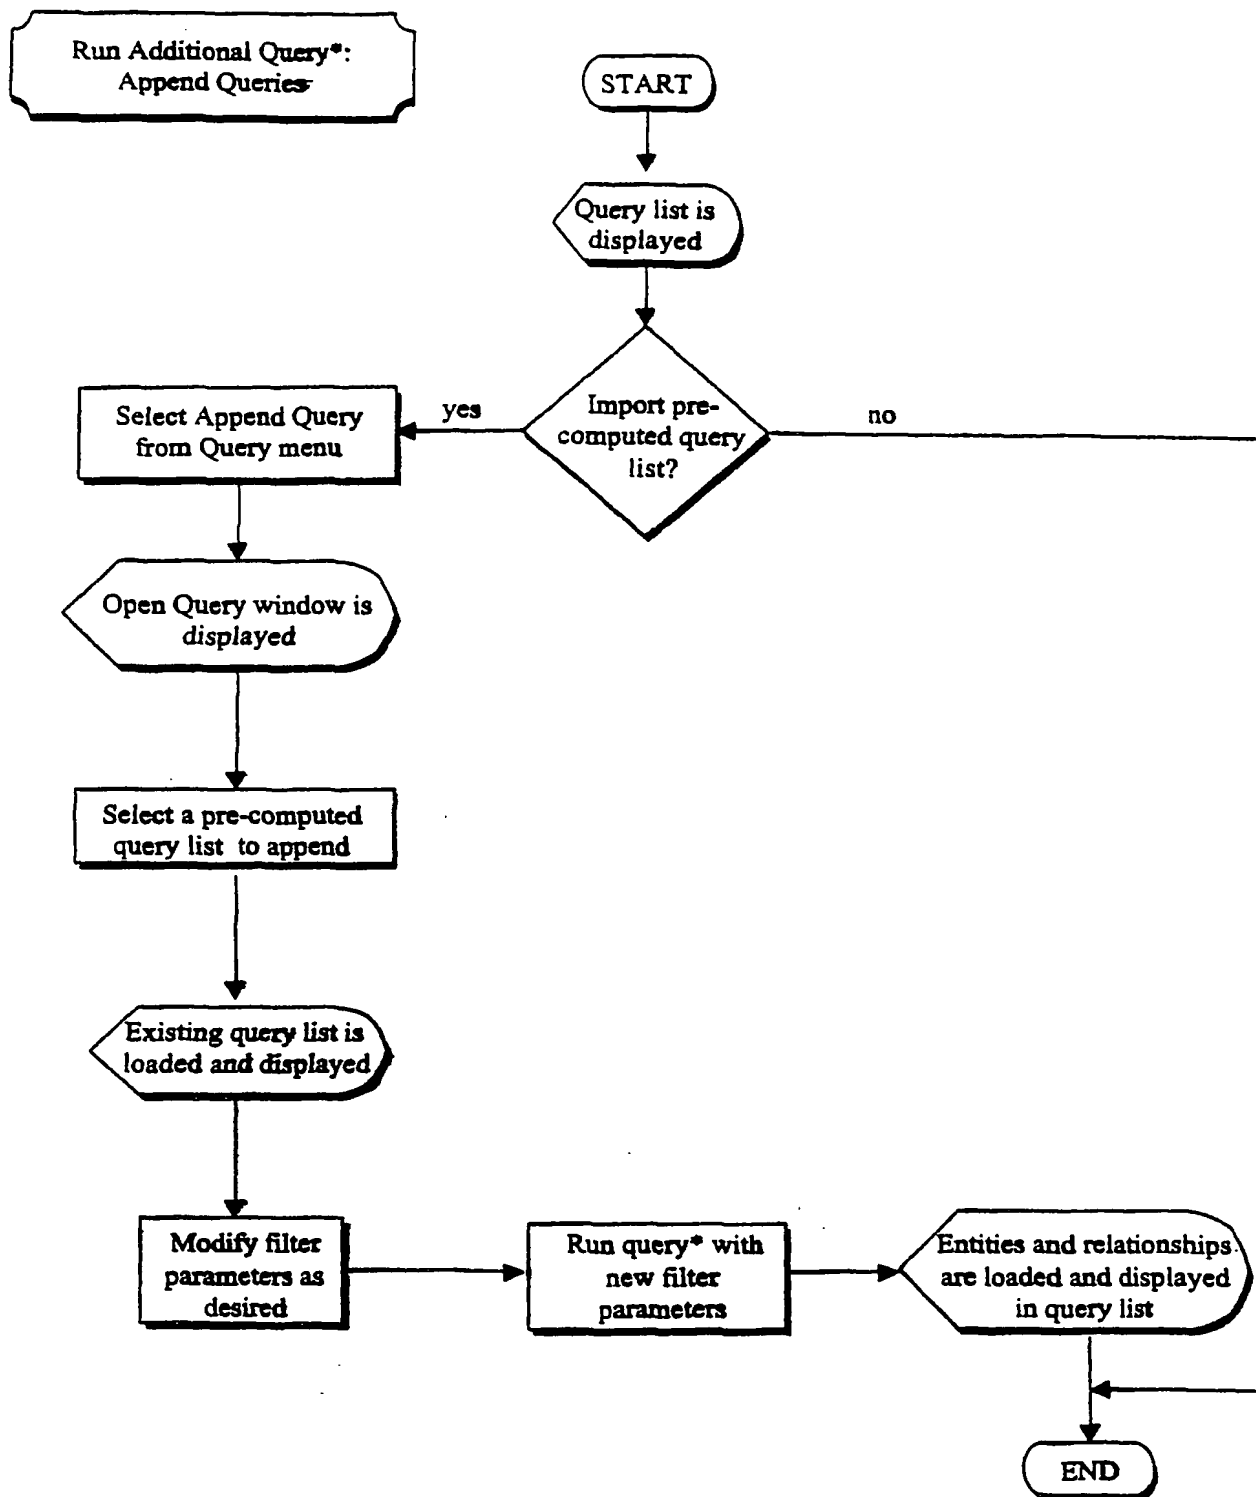 Run Additional Query*:
Append Queries
START
Query list is
displayed
Import pre-
computed query
list?
yes
no
Select Append Query
from Query menu
Open Query window is
displayed
Select a pre-computed
query list to append
Existing query list is
loaded and displayed
Modify filter
parameters as
desired
Run query* with
new filter
parameters
Entities and relationships
are loaded and displayed
in query list
END